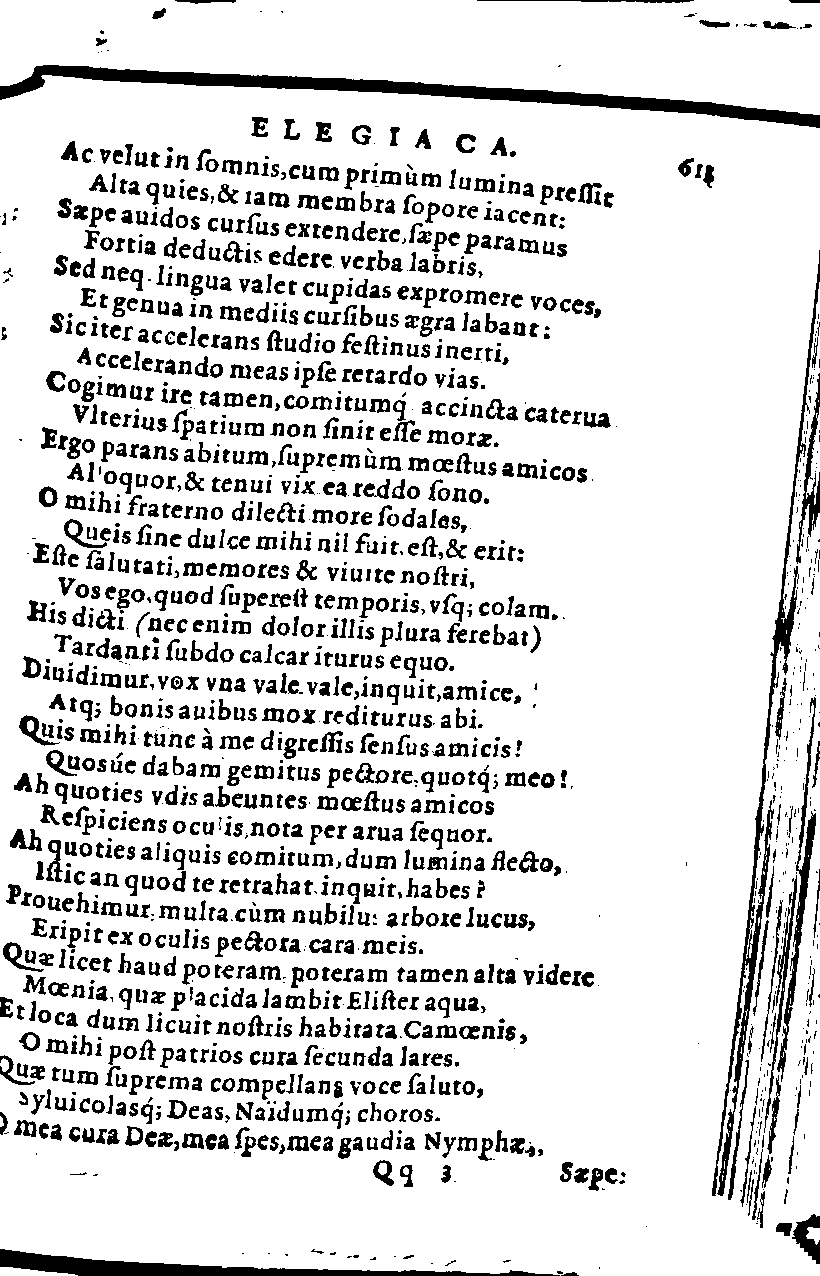 ELEGIACA.
Ac velut in ſomnis, cum primùm lumina preſſit
Alta quies, & iam membra ſopore iacent:
Sæpe auidos curſus extendere, ſæpe paramus
Fortia deductis edere verba labris,
Sed neq. lingua valet cupidas expromere voces,
Et genua in mediis curſibus ægra labant:
Sic iter accelerans ſtudio feſtinus inerti,
Accelerando meas ipſe retardo vias.
Cogimur ire tamen, comitumq́ accincta caterua
Vlterius ſpatium non ſinit eſſe moræ.
Ergo parans abitum, ſupremùm mœſtus amicos
Alloquor, & tenui vix ea reddo ſono.
O mihi fraterno dilecti more ſodales,
Queis ſine dulce mihi nil fuit, eſt, & erit:
Eſte ſalutati, memores & viuite noſtri,
Vos ego, quod ſupereſt temporis, vſq; colam.
His dicti (nec enim dolor illis plura ferebat)
Tardanti ſubdo calcar iturus equo.
Diuidimur, vox vna vale vale, inquit, amice,
Atq; bonis auibus mox rediturus abi.
Quis mihi tunc à me digreſſis ſenſus amicis!
Quosúe dabam gemitus pectore, quotq́; meo!
Ah quoties vdis abeuntes mœſtus amicos
Reſpiciens oculis, nota per arua ſequor.
Ah quoties aliquis comitum, dum lumina flecto,
Iſtic an quod te retrahat inquit, habes?
Prouehimur, multa cùm nubilus arbore lucus,
Eripit ex oculis pectora cara meis.
Quæ licet haud poteram, poteram tamen alta videre
Mœnia, quæ placida lambit Eliſter aqua,
Et loca dum licuit noſtris habitata Camœnis,
O mihi poſt patrios cura ſecunda lares.
Quæ tum ſuprema compellans voce ſaluto,
Syluicolasq́; Deas, Naïdumq́; choros.
O mea cura Deæ, mea ſpes, mea gaudia Nymphæ,
Qq 3 Sæpe: